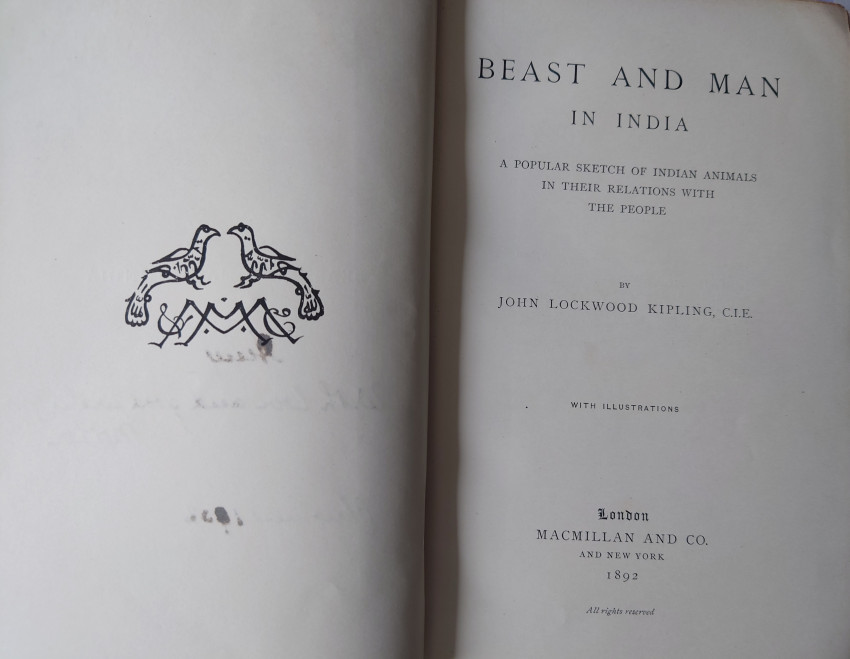 BEAST AND MAN
IN INDIA
A POPULAR SKETCH OF INDIAN ANIMALS
IN THEIR RELATIONS WITH
THE PEOPLE
BY
JOHN LOCKWOOD KIPLING, C.I.E.
WITH ILLUSTRATIONS
London
MACMILLAN AND CO.
AND NEW YORK
1892
All rights reserved